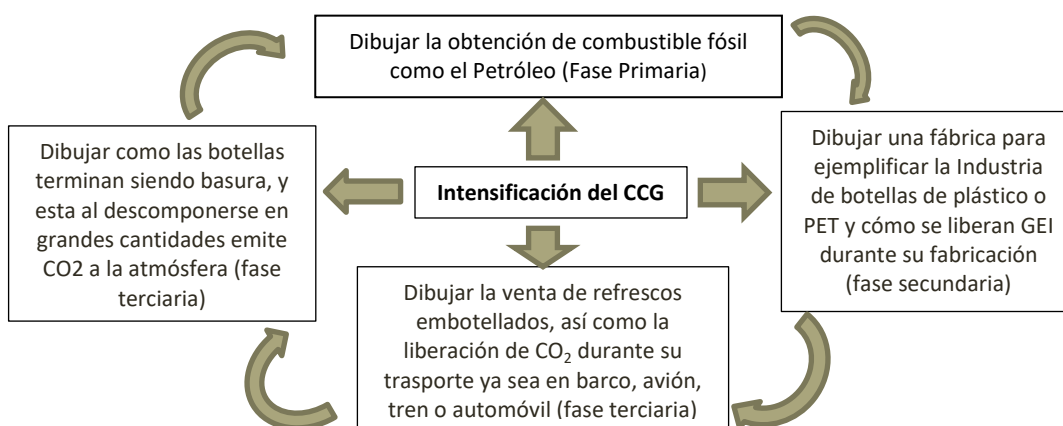 Dibujar la obtención de combustible fósil
como el Petróleo (Fase Primaria)
Dibujar como las botellas
terminan siendo basura, y
esta al descomponerse en
grandes cantidades emite
CO2 a la atmósfera (fase
terciaria)
Intensificación del CCG
Dibujar una fábrica para
ejemplificar la Industria
de botellas de plástico o
PET y cómo se liberan GEI
durante su fabricación
(fase secundaria)
Dibujar la venta de refrescos
embotellados, así como la
liberación de CO₂ durante su
trasporte ya sea en barco, avión,
tren o automóvil (fase terciaria)